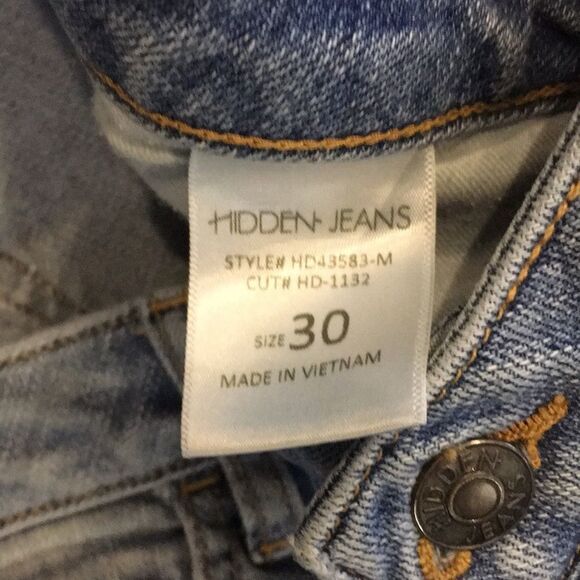 HIDDEN JEANS
STYLE# HD43583-M
CUT# HD-1132
SIZE 30
MADE IN VIETNAM
HIDDEN JEANS